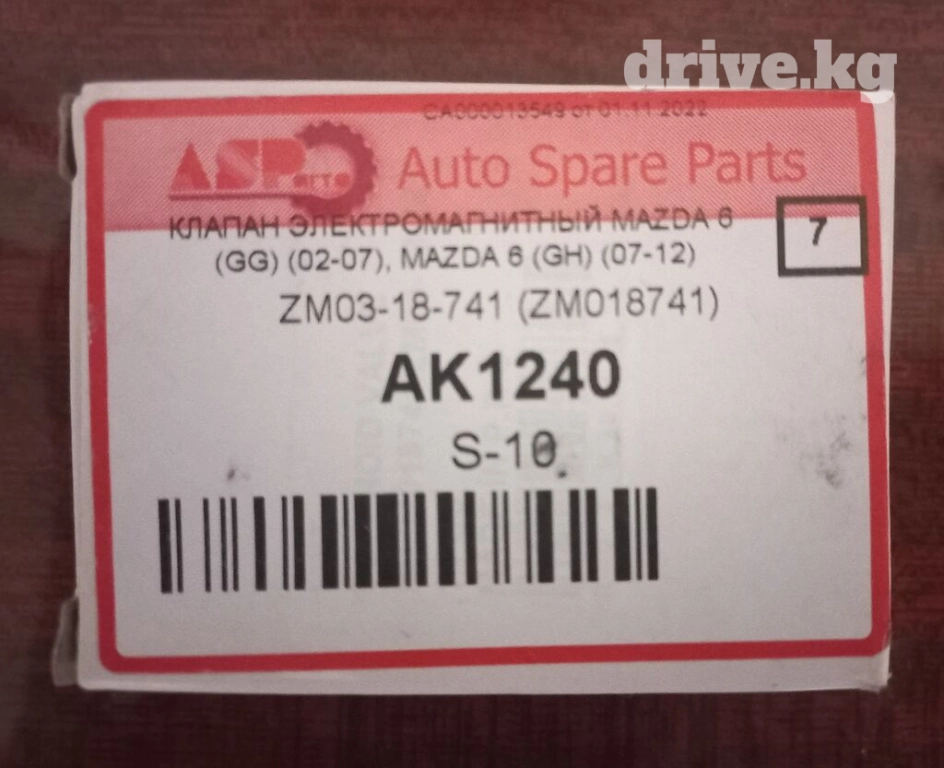 drive.kg
CA000013549 от 01.11.2022
ASP Auto Spare Parts
КЛАПАН ЭЛЕКТРОМАГНИТНЫЙ MAZDA 6
(GG) (02-07), MAZDA 6 (GH) (07-12)
7
ZM03-18-741 (ZM018741)
AK1240
S-10